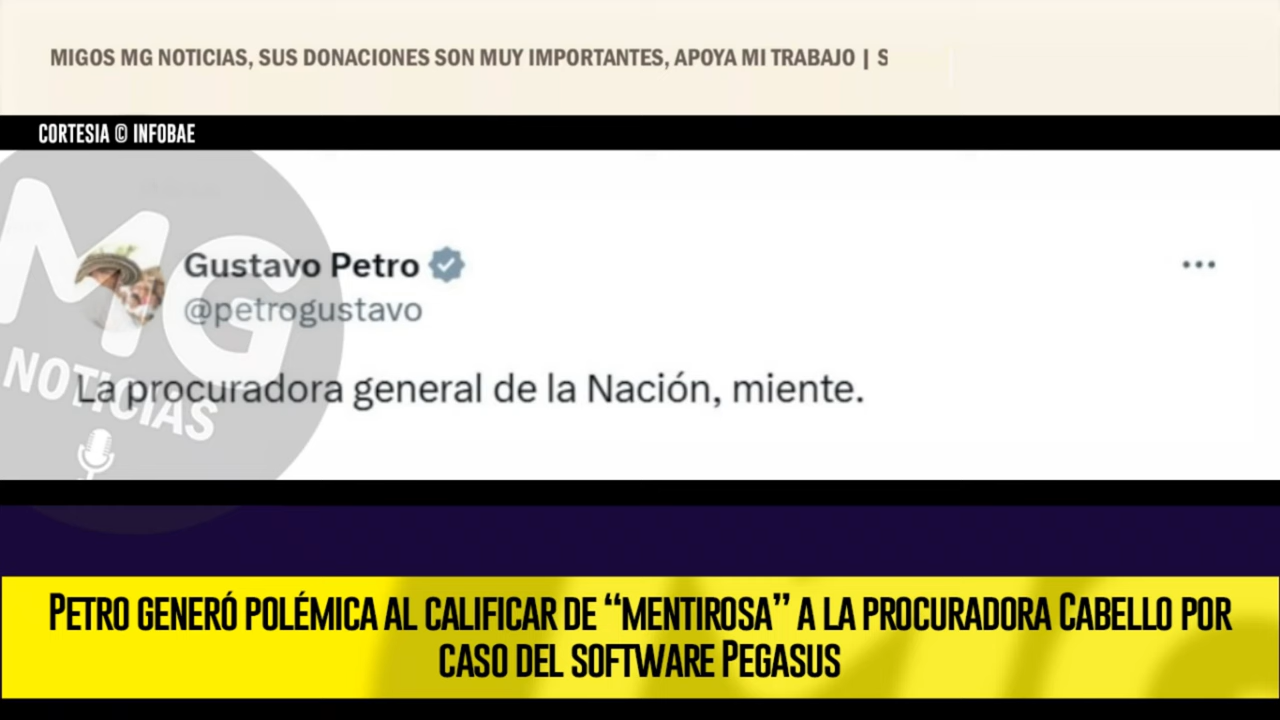 MIGOS MG NOTICIAS, SUS DONACIONES SON MUY IMPORTANTES, APOYA MI TRABAJO | S
CORTESIA © INFOBAE
MG
NOTICIAS
Gustavo Petro
@petrogustavo
La procuradora general de la Nación, miente.
PETRO GENERÓ POLÉMICA AL CALIFICAR DE “MENTIROSA” A LA PROCURADORA CABELLO POR
CASO DEL SOFTWARE PEGASUS